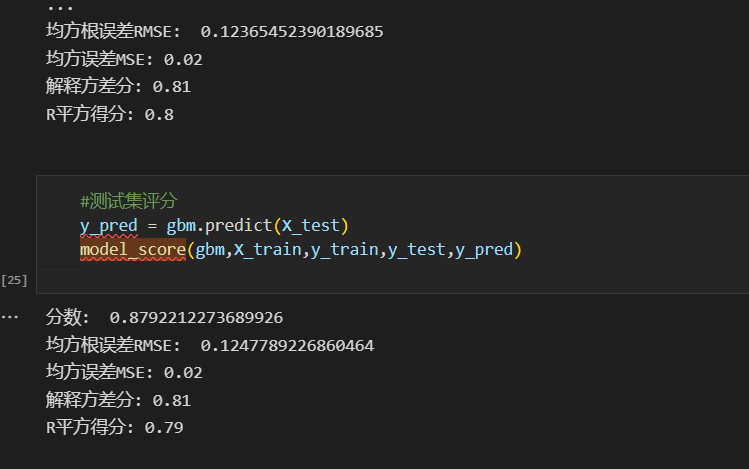 ...
均方根误差RMSE:  0.12365452390189685
均方误差MSE: 0.02
解释方差分: 0.81
R平方得分: 0.8
#测试集评分
y_pred = gbm.predict(X_test)
model_score(gbm,X_train,y_train,y_test,y_pred)
[25]
... 分数:  0.8792212273689926
均方根误差RMSE:  0.1247789226860464
均方误差MSE: 0.02
解释方差分: 0.81
R平方得分: 0.79